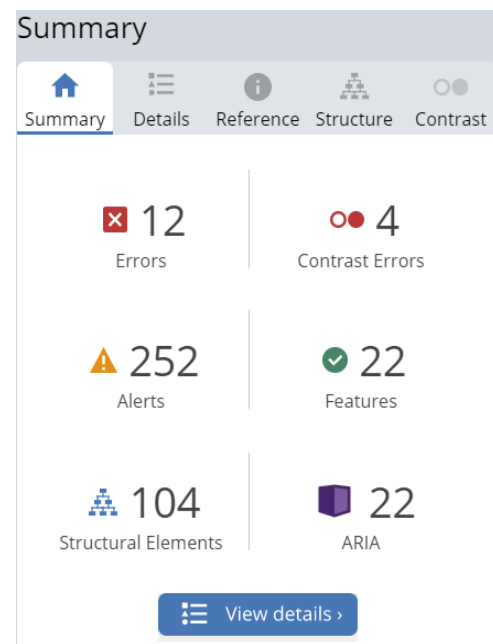 Summary
Summary Details Reference Structure Contrast
12 4
Errors Contrast Errors
252 22
Alerts Features
104 22
Structural Elements ARIA
View details ›